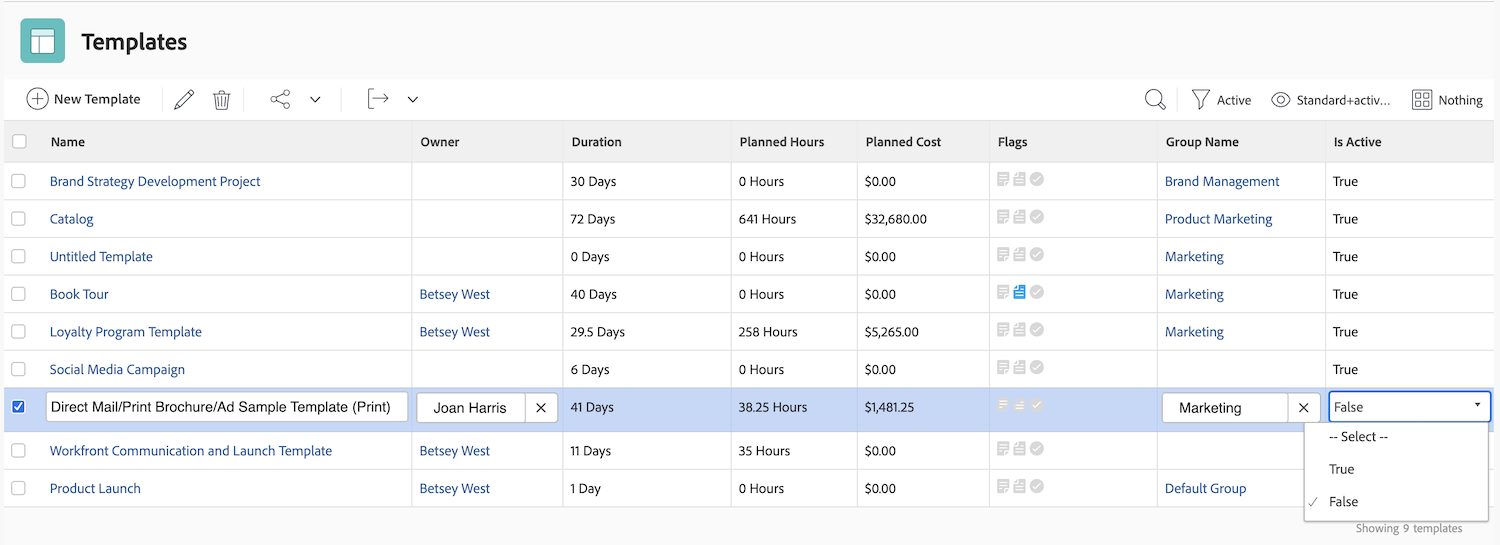 Templates
New Template Active Standard+activ... Nothing
Name Owner Duration Planned Hours Planned Cost Flags Group Name Is Active
Brand Strategy Development Project 30 Days 0 Hours $0.00 Brand Management True
Catalog 72 Days 641 Hours $32,680.00 Product Marketing True
Untitled Template 0 Days 0 Hours $0.00 Marketing True
Book Tour Betsey West 40 Days 0 Hours $0.00 Marketing True
Loyalty Program Template Betsey West 29.5 Days 258 Hours $5,265.00 Marketing True
Social Media Campaign 6 Days 0 Hours $0.00 True
Direct Mail/Print Brochure/Ad Sample Template (Print) Joan Harris 41 Days 38.25 Hours $1,481.25 Marketing False
-- Select --
Workfront Communication and Launch Template Betsey West 11 Days 35 Hours $0.00
True
Product Launch Betsey West 1 Day 0 Hours $0.00 Default Group
False
Showing 9 templates